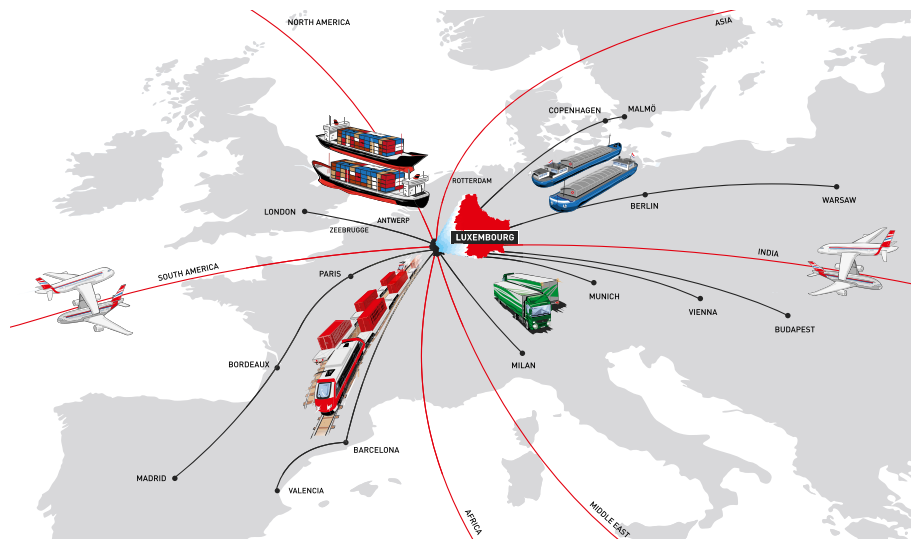 NORTH AMERICA
ASIA
COPENHAGEN
MALMÖ
ROTTERDAM
WARSAW
BERLIN
LONDON
ANTWERP
ZEEBRUGGE
LUXEMBOURG
INDIA
SOUTH AMERICA
PARIS
MUNICH
VIENNA
BUDAPEST
BORDEAUX
MILAN
BARCELONA
MADRID
VALENCIA
AFRICA
MIDDLE EAST